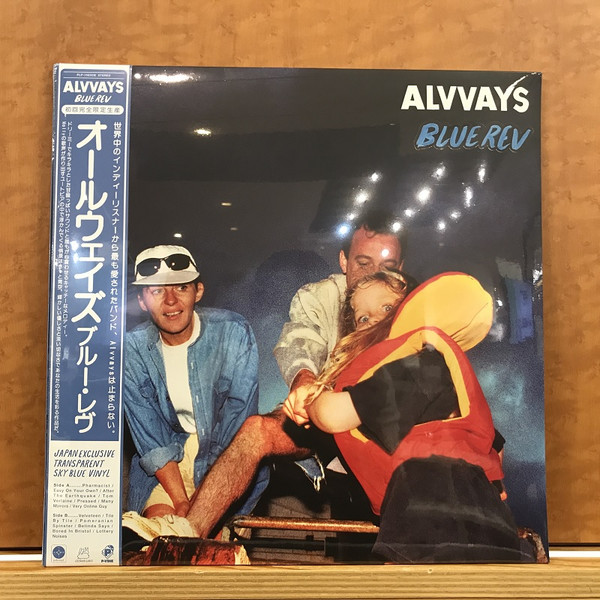 ALVVAYS
BLUE REV
初回完全限定生産
オールウェイズ
ブルー・レヴ
世界中のインディーリスナーから最も愛されたバンド、Alvvaysは止まらない。
JAPAN EXCLUSIVE
TRANSPARENT
SKY BLUE VINYL
Side A........Pharmacist /
Easy On Your Own? / After
The Earthquake / Tom
Verlaine / Pressed / Many
Mirrors / Very Online Guy
Side B........Velveteen / Tile
By Tile / Pomeranian
Spinster / Belinda Says /
Bored In Bristol / Lottery
Noises
ALVVAYS
BLUE REV